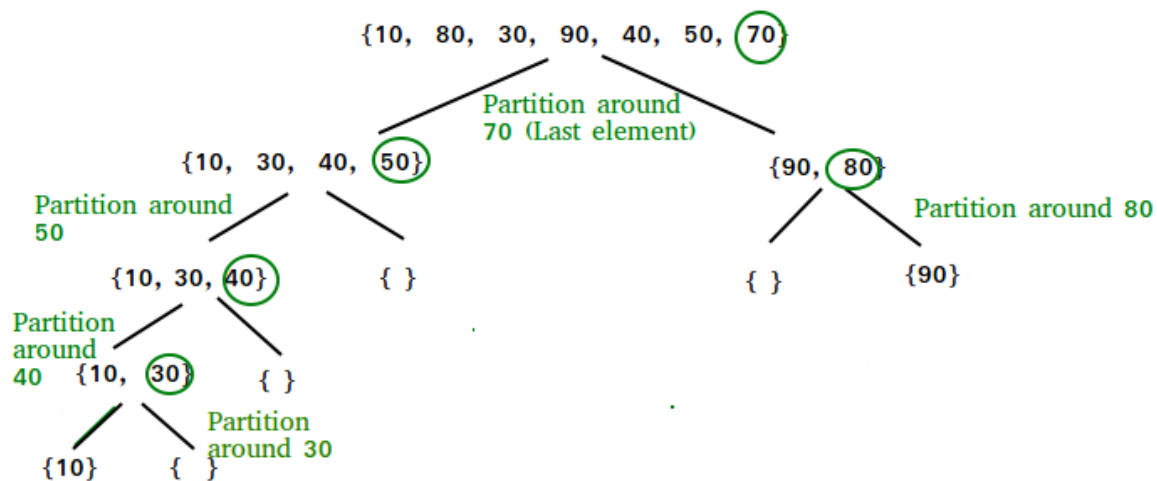 {10, 80, 30, 90, 40, 50, 70}
Partition around
70 (Last element)
{10, 30, 40, 50}
{90, 80}
Partition around
50
Partition around 80
{10, 30, 40}
{ }
{ }
{90}
Partition
around
40
{10, 30}
{ }
Partition
around 30
{10}
{ }